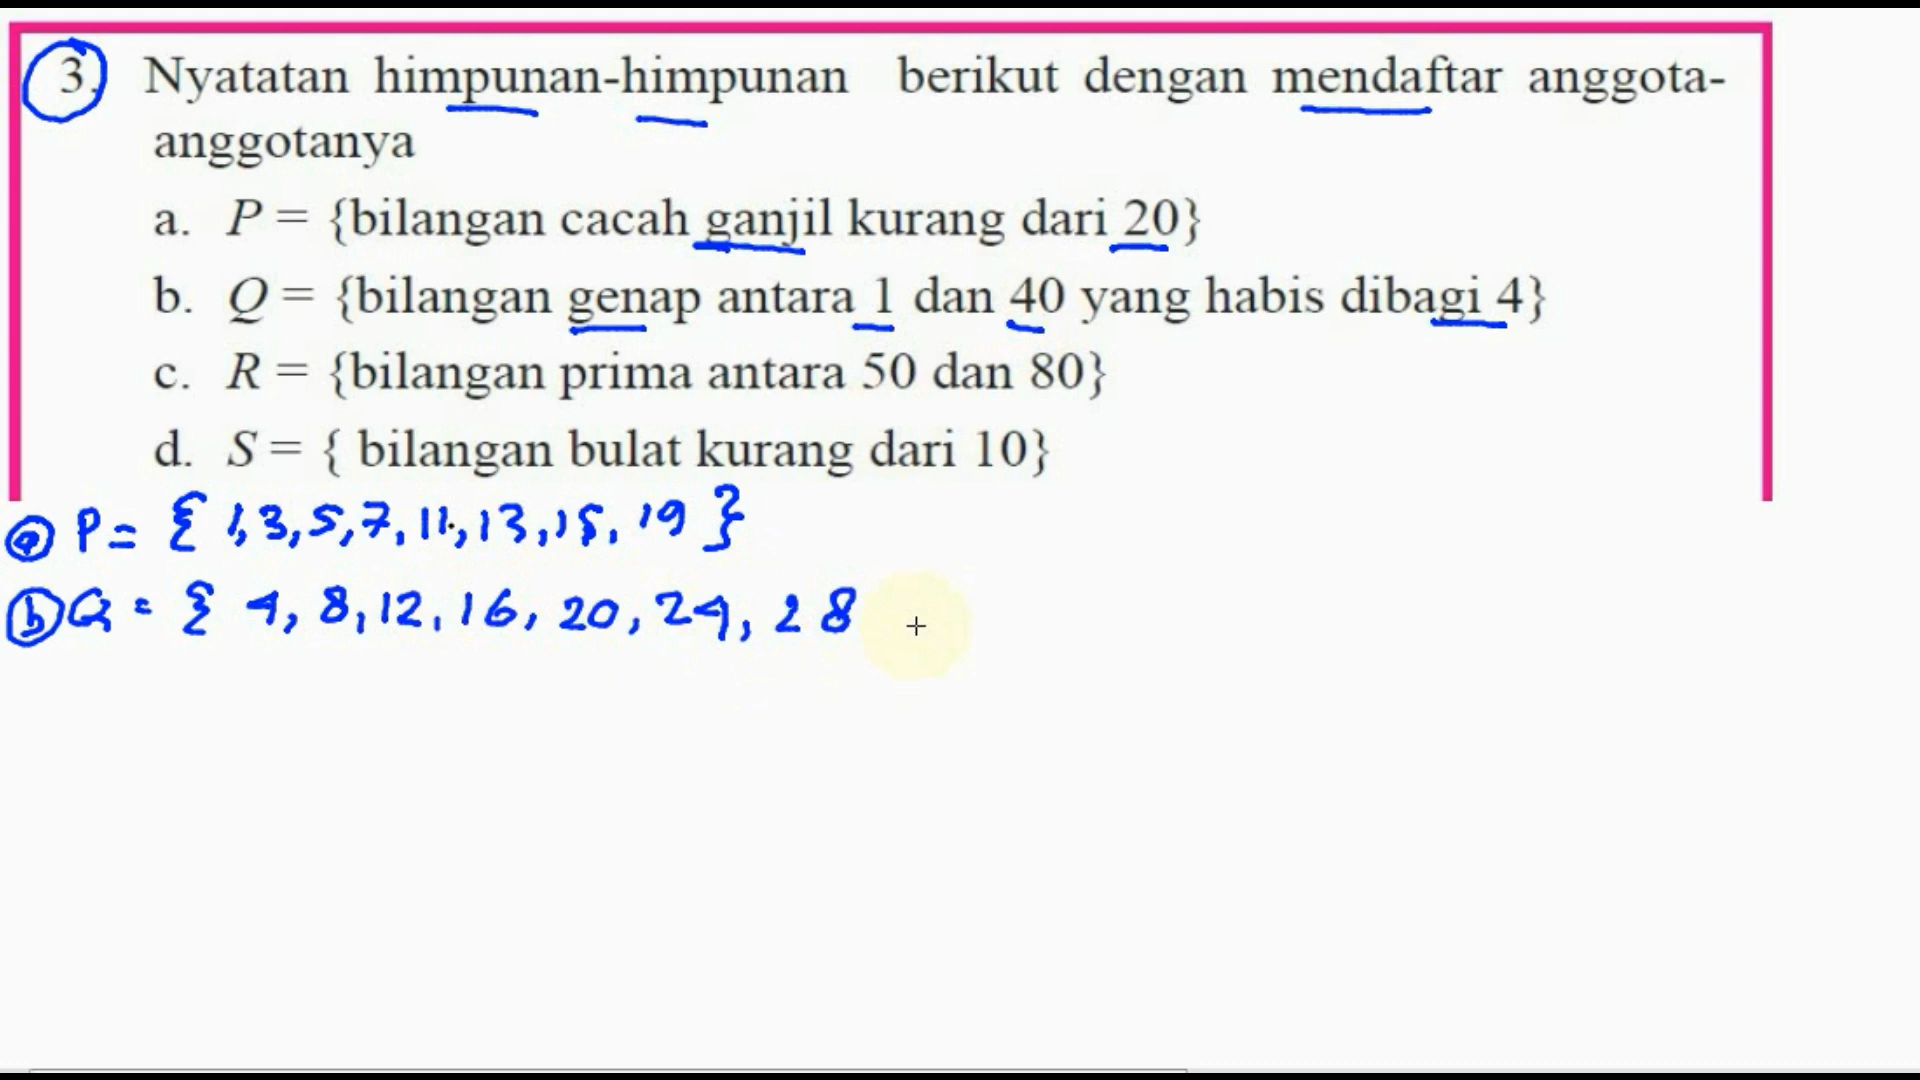 3. Nyatatan himpunan-himpunan berikut dengan mendaftar anggota-
anggotanya
a. P = {bilangan cacah ganjil kurang dari 20}
b. Q = {bilangan genap antara 1 dan 40 yang habis dibagi 4}
c. R = {bilangan prima antara 50 dan 80}
d. S = { bilangan bulat kurang dari 10}
a P = { 1, 3, 5, 7, 11, 13, 15, 19 }
b Q = { 4, 8, 12, 16, 20, 24, 28